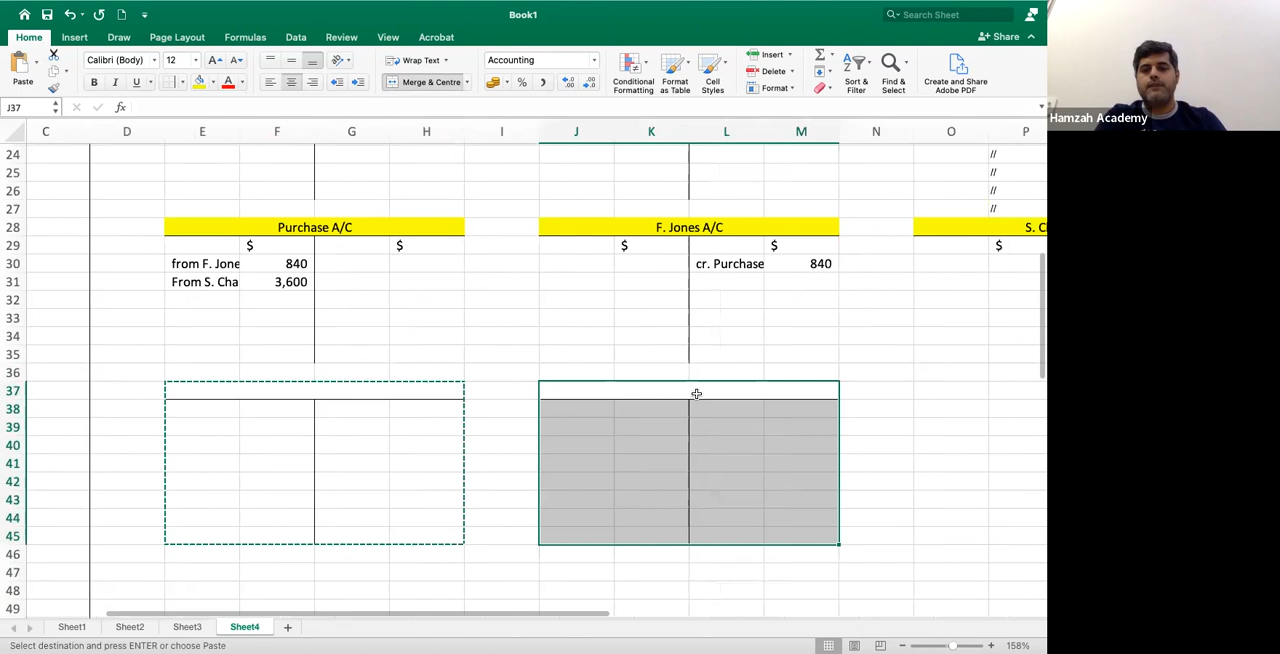 Book1
Search Sheet
Home Insert Draw Page Layout Formulas Data Review View Acrobat
Share
Paste
Calibri (Body) 12
Wrap Text
Accounting
B I U
Merge & Centre
Conditional Formatting
Format as Table
Cell Styles
Insert
Delete
Format
Sort & Filter
Find & Select
Create and Share Adobe PDF
Hamzah Academy
J37
fx
C D E F G H I J K L M N O P
24 //
25 //
26 //
27 //
28 Purchase A/C F. Jones A/C S. C
29 $ $ $ $ $
30 from F. Jone 840 cr. Purchase 840
31 From S. Cha 3,600
32
33
34
35
36
37
38
39
40
41
42
43
44
45
46
47
48
49
Sheet1 Sheet2 Sheet3 Sheet4 +
Select destination and press ENTER or choose Paste
158%